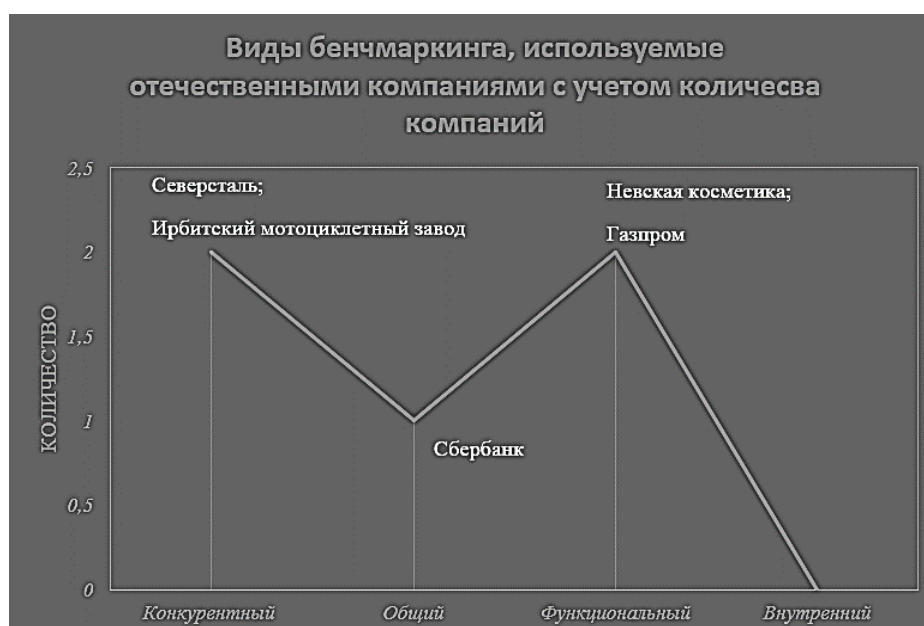 Виды бенчмаркинга, используемые
отечественными компаниями с учетом количесва
компаний
КОЛИЧЕСТВО
2,5
2
1,5
1
0,5
0
Северсталь;
Ирбитский мотоциклетный завод
Невская косметика;
Газпром
Сбербанк
Конкурентный
Общий
Функциональный
Внутренний